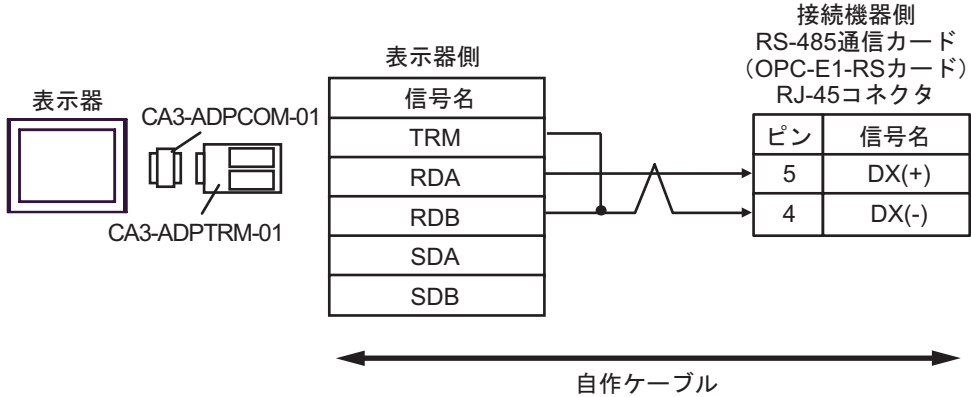 接続機器側
RS-485通信カード
（OPC-E1-RSカード）
RJ-45コネクタ
表示器側
表示器
CA3-ADPCOM-01
CA3-ADPTRM-01
信号名
TRM
RDA
RDB
SDA
SDB
ピン 信号名
5 DX(+)
4 DX(-)
自作ケーブル